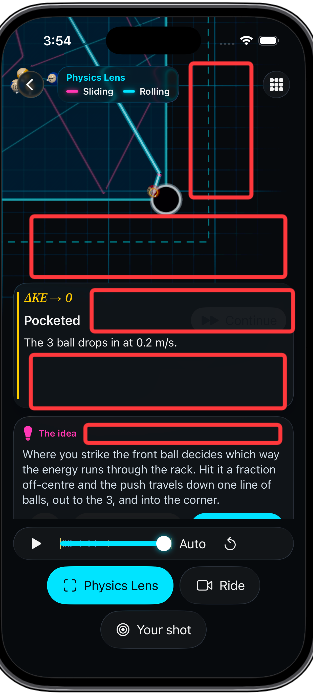 3:54
Physics Lens
Sliding Rolling
ΔKE → 0
Pocketed
Continue
The 3 ball drops in at 0.2 m/s.
The idea
Where you strike the front ball decides which way
the energy runs through the rack. Hit it a fraction
off-centre and the push travels down one line of
balls, out to the 3, and into the corner.
Auto
Physics Lens
Ride
Your shot